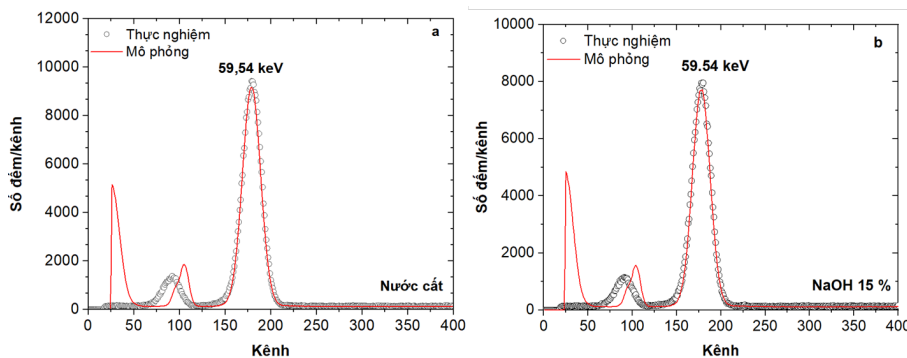 12000
10000
8000
6000
4000
2000
0
Số đếm/kênh
Thực nghiệm
Mô phỏng
a
59,54 keV
Nước cất
0 50 100 150 200 250 300 350 400
Kênh
10000
8000
6000
4000
2000
0
Số đếm/kênh
Thực nghiệm
Mô phỏng
b
59.54 keV
NaOH 15 %
0 50 100 150 200 250 300 350 400
Kênh